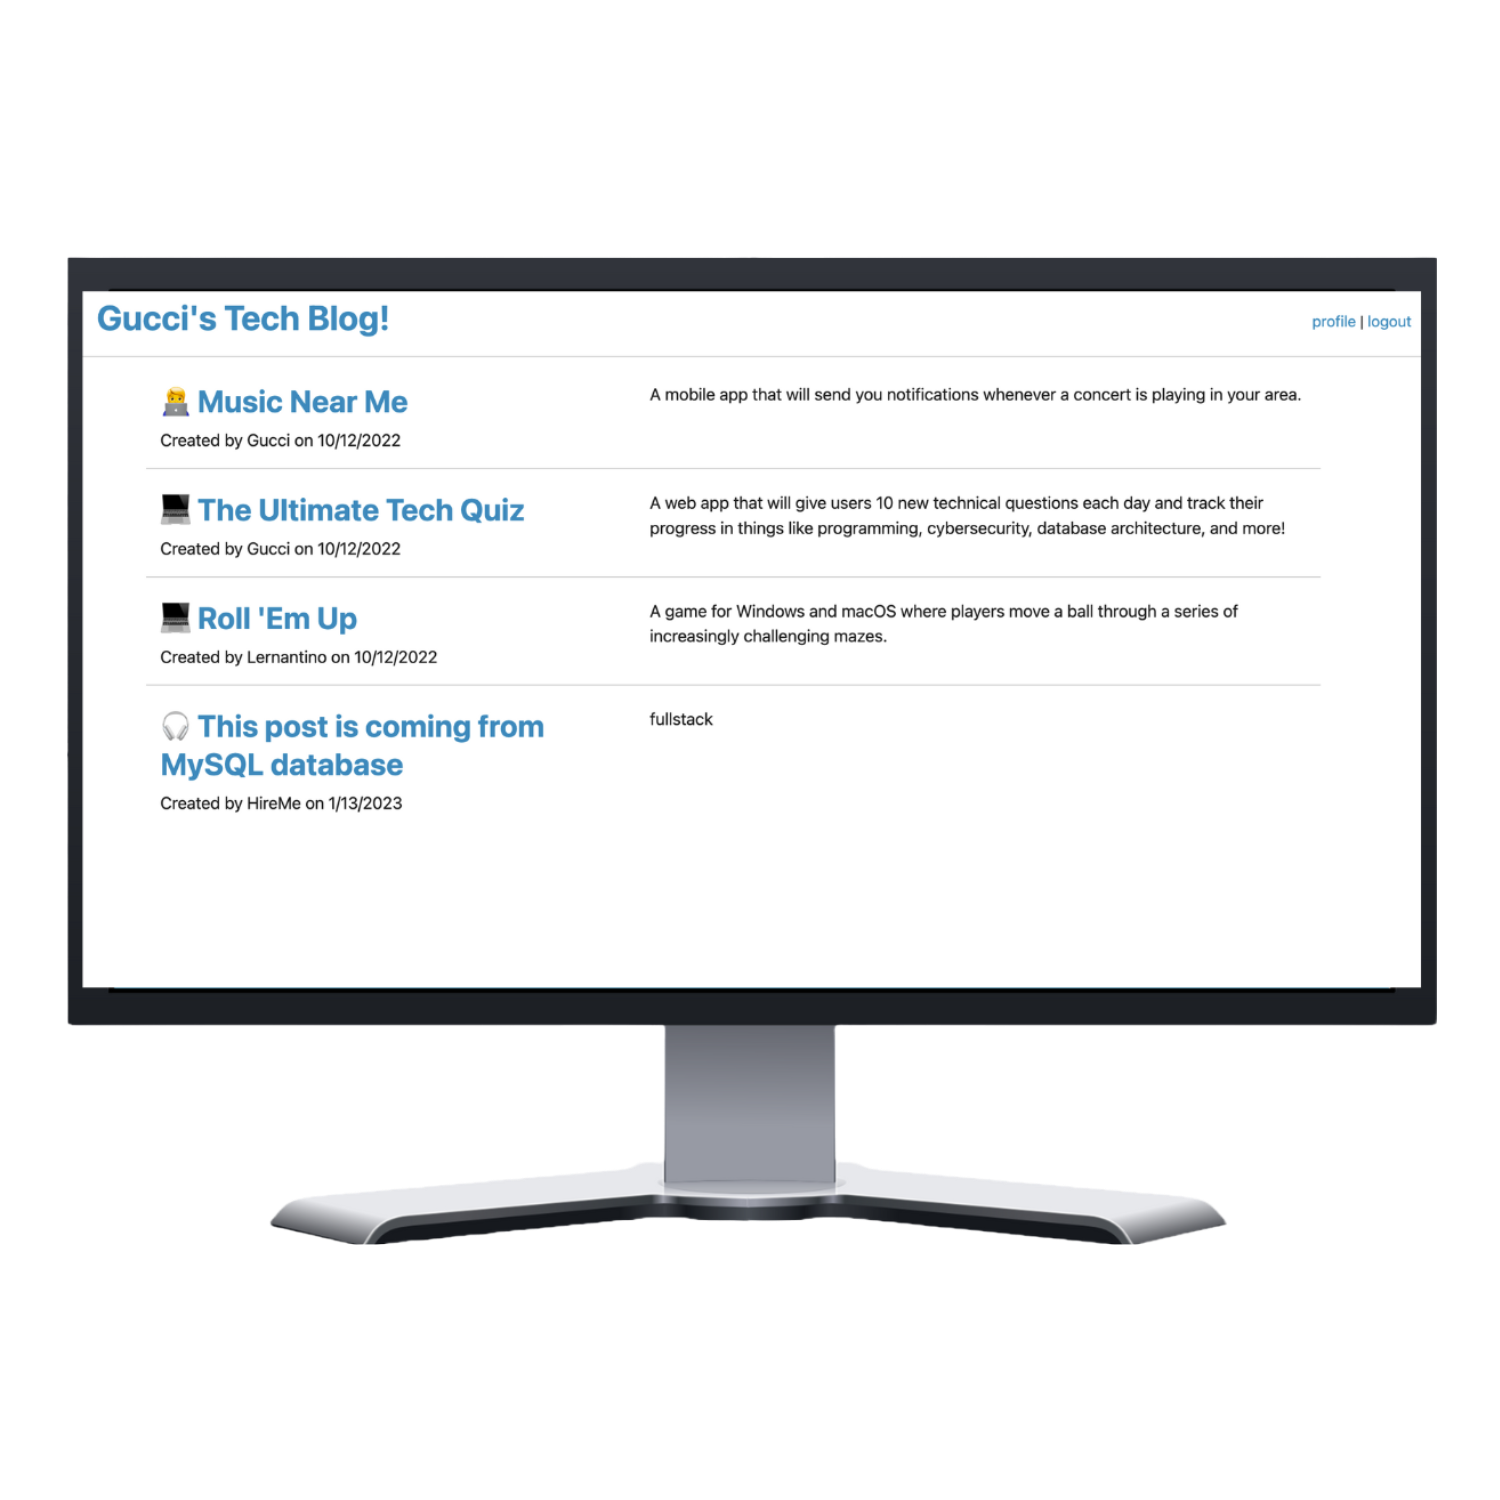 Gucci's Tech Blog!
profile | logout
Music Near Me
Created by Gucci on 10/12/2022
A mobile app that will send you notifications whenever a concert is playing in your area.
The Ultimate Tech Quiz
Created by Gucci on 10/12/2022
A web app that will give users 10 new technical questions each day and track their
progress in things like programming, cybersecurity, database architecture, and more!
Roll 'Em Up
Created by Lernantino on 10/12/2022
A game for Windows and macOS where players move a ball through a series of
increasingly challenging mazes.
This post is coming from
MySQL database
Created by HireMe on 1/13/2023
fullstack